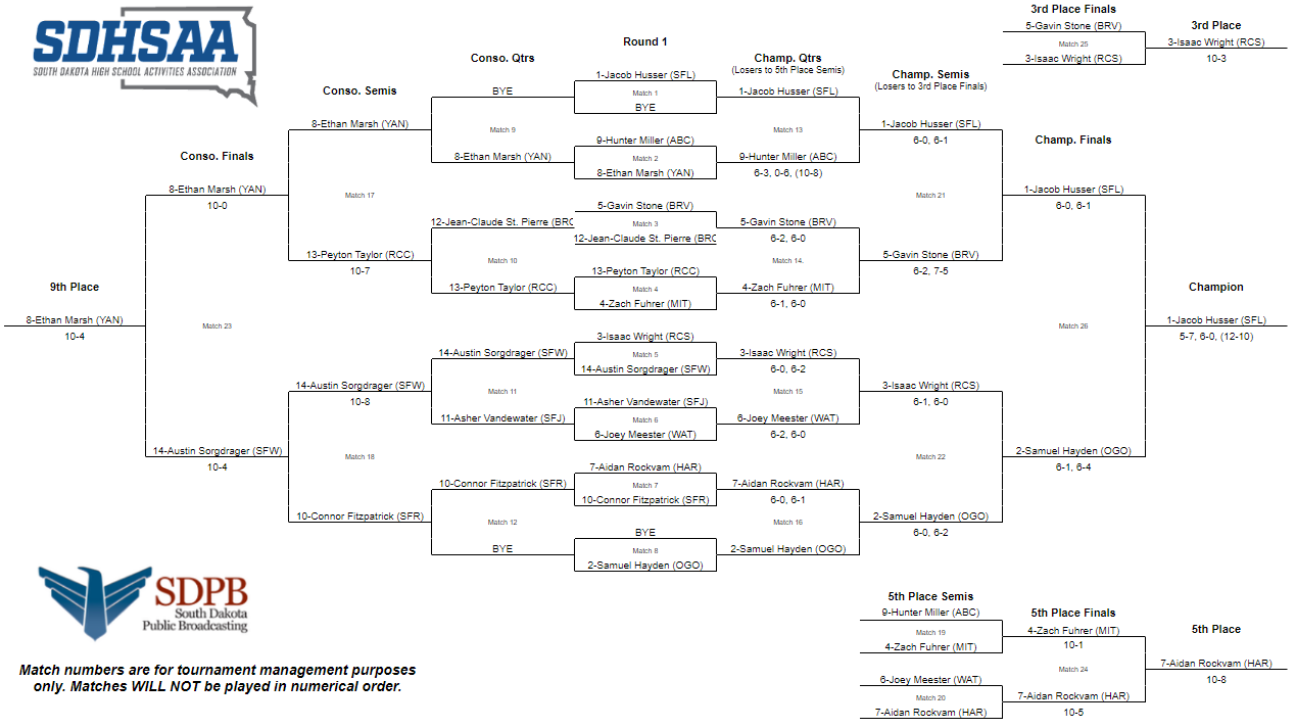 SDHSAA
SOUTH DAKOTA HIGH SCHOOL ACTIVITIES ASSOCIATION
3rd Place Finals
5-Gavin Stone (BRV)
Match 25
3-Isaac Wright (RCS)
3rd Place
3-Isaac Wright (RCS)
10-3
Round 1
1-Jacob Husser (SFL)
Match 1
BYE
9-Hunter Miller (ABC)
Match 2
8-Ethan Marsh (YAN)
5-Gavin Stone (BRV)
Match 3
12-Jean-Claude St. Pierre (BRC
13-Peyton Taylor (RCC)
Match 4
4-Zach Fuhrer (MIT)
3-Isaac Wright (RCS)
Match 5
14-Austin Sorgdrager (SFW)
11-Asher Vandewater (SFJ)
Match 6
6-Joey Meester (WAT)
7-Aidan Rockvam (HAR)
Match 7
10-Connor Fitzpatrick (SFR)
BYE
Match 8
2-Samuel Hayden (OGO)
Conso. Qtrs
BYE
Match 9
8-Ethan Marsh (YAN)
12-Jean-Claude St. Pierre (BRC
Match 10
13-Peyton Taylor (RCC)
14-Austin Sorgdrager (SFW)
Match 11
11-Asher Vandewater (SFJ)
10-Connor Fitzpatrick (SFR)
Match 12
BYE
Conso. Semis
8-Ethan Marsh (YAN)
Match 17
13-Peyton Taylor (RCC)
10-7
14-Austin Sorgdrager (SFW)
10-8
Match 18
10-Connor Fitzpatrick (SFR)
Conso. Finals
8-Ethan Marsh (YAN)
10-0
Match 23
14-Austin Sorgdrager (SFW)
10-4
9th Place
8-Ethan Marsh (YAN)
10-4
Champ. Qtrs
(Losers to 5th Place Semis)
1-Jacob Husser (SFL)
Match 13
9-Hunter Miller (ABC)
6-3, 0-6, (10-8)
5-Gavin Stone (BRV)
6-2, 6-0
Match 14.
4-Zach Fuhrer (MIT)
6-1, 6-0
3-Isaac Wright (RCS)
6-0, 6-2
Match 15
6-Joey Meester (WAT)
6-2, 6-0
7-Aidan Rockvam (HAR)
6-0, 6-1
Match 16
2-Samuel Hayden (OGO)
Champ. Semis
(Losers to 3rd Place Finals)
1-Jacob Husser (SFL)
6-0, 6-1
Match 21
5-Gavin Stone (BRV)
6-2, 7-5
3-Isaac Wright (RCS)
6-1, 6-0
Match 22
2-Samuel Hayden (OGO)
6-0, 6-2
Champ. Finals
1-Jacob Husser (SFL)
6-0, 6-1
Match 26
2-Samuel Hayden (OGO)
6-1, 6-4
Champion
1-Jacob Husser (SFL)
5-7, 6-0, (12-10)
SDPB
South Dakota
Public Broadcasting
Match numbers are for tournament management purposes
only. Matches WILL NOT be played in numerical order.
5th Place Semis
9-Hunter Miller (ABC)
Match 19
4-Zach Fuhrer (MIT)
6-Joey Meester (WAT)
Match 20
7-Aidan Rockvam (HAR)
5th Place Finals
4-Zach Fuhrer (MIT)
10-1
Match 24
7-Aidan Rockvam (HAR)
10-5
5th Place
7-Aidan Rockvam (HAR)
10-8